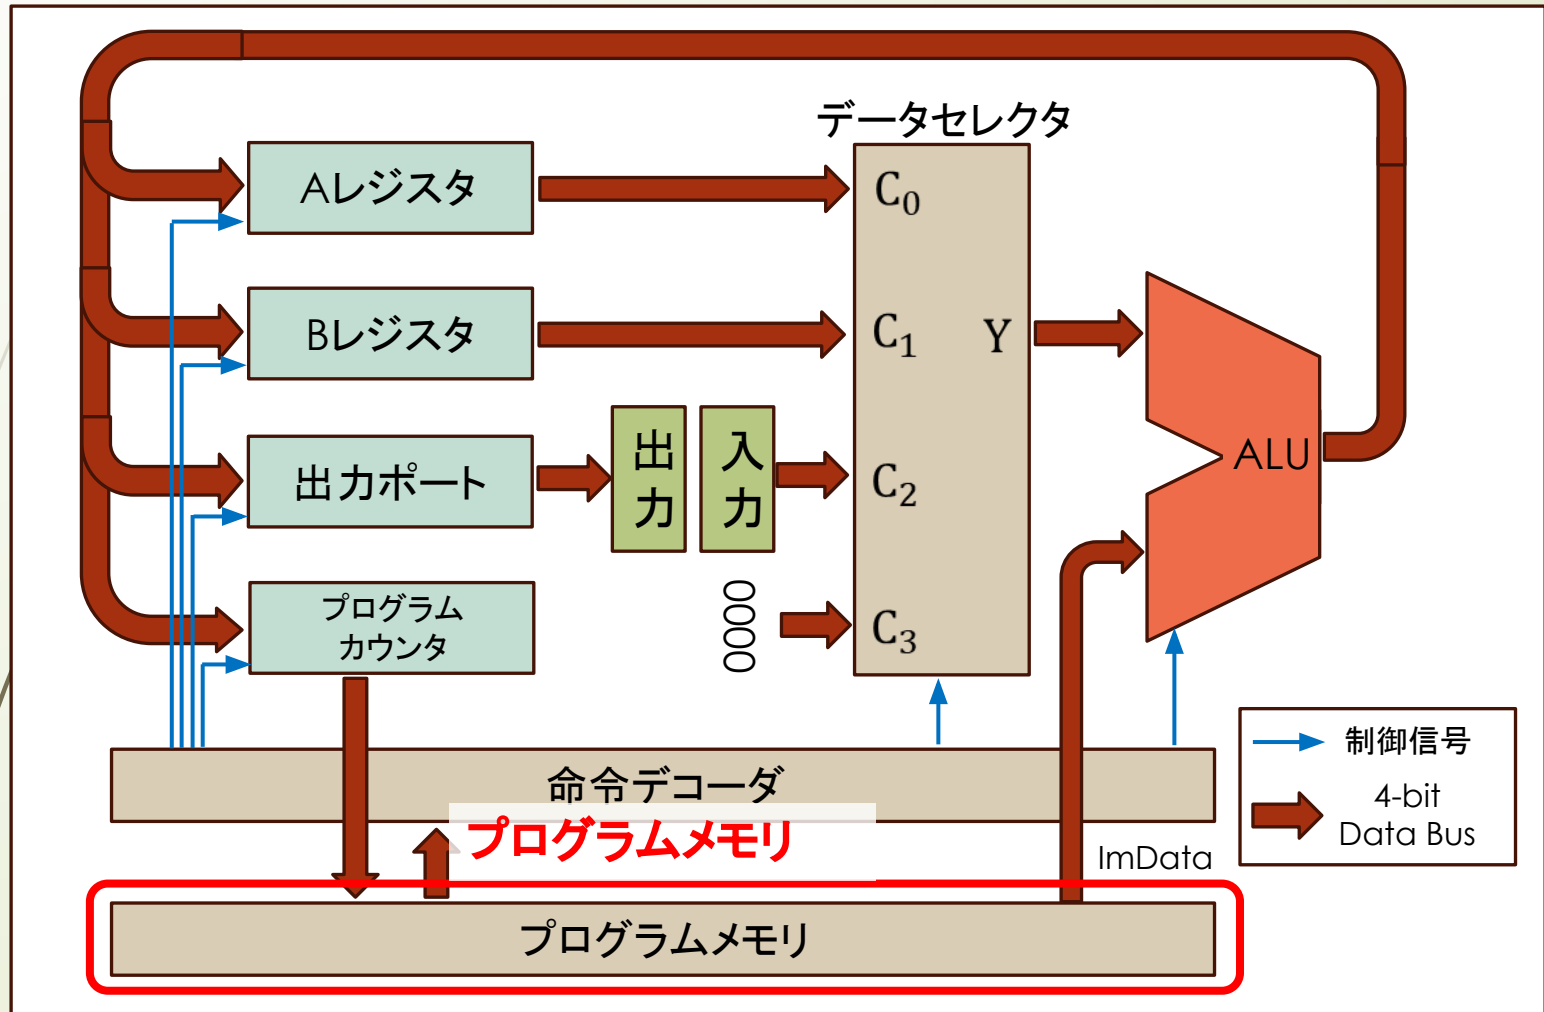 データセレクタ
Aレジスタ
C0
Bレジスタ
C1
Y
出力ポート
出力
入力
C2
ALU
プログラム
カウンタ
0000
C3
命令デコーダ
プログラムメモリ
ImData
プログラムメモリ
制御信号
4-bit
Data Bus